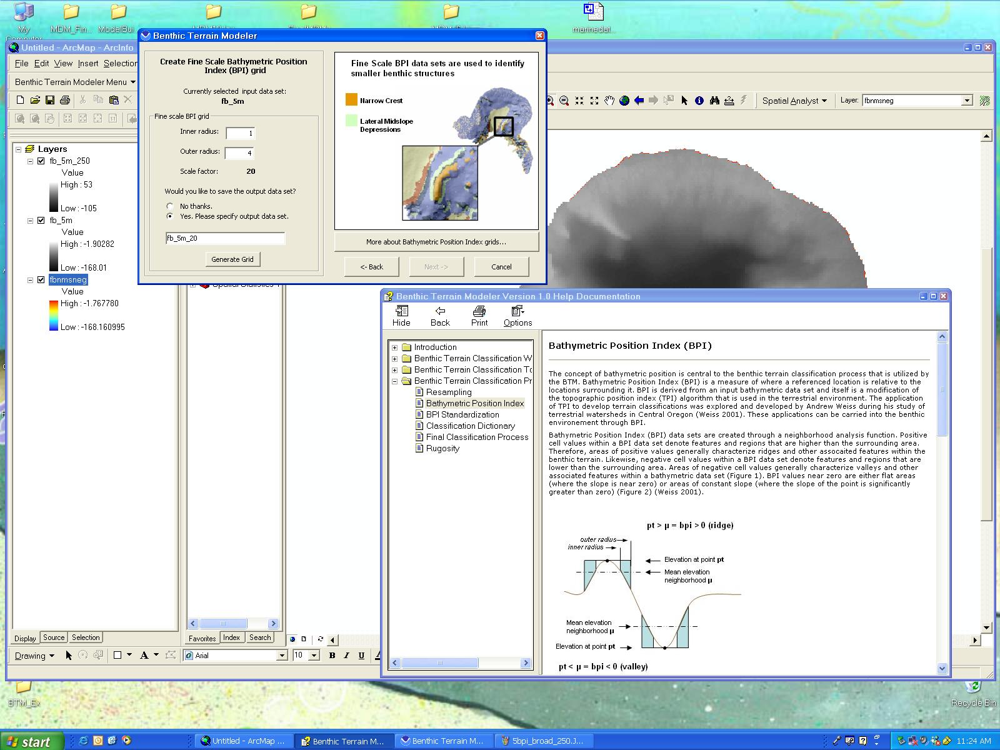 My
Computer
MDM_Fin...
ModelBui...
marinedat...
Untitled - ArcMap - ArcInfo
File Edit View Insert Selection
Benthic Terrain Modeler Menu
Spatial Analyst
Layer: fbnmsneg
Layers
fb_5m_250
Value
High : 53
Low : -105
fb_5m
Value
High : -1.90282
Low : -168.01
fbnmsneg
Value
High : -1.767780
Low : -168.160995
Display Source Selection
Favorites Index Search
Drawing
A
Arial
10
B I U A
Benthic Terrain Modeler
Create Fine Scale Bathymetric Position
Index (BPI) grid
Currently selected input data set:
fb_5m
Fine scale BPI grid
Inner radius: 1
Outer radius: 4
Scale factor: 20
Would you like to save the output data set?
No thanks.
Yes. Please specify output data set.
fb_5m_20
Generate Grid
Fine Scale BPI data sets are used to identify
smaller benthic structures
Narrow Crest
Lateral Midslope
Depressions
More about Bathymetric Position Index grids...
<- Back
Next ->
Cancel
Benthic Terrain Modeler Version 1.0 Help Documentation
Hide Back Print Options
Introduction
Benthic Terrain Classification W
Benthic Terrain Classification To
Benthic Terrain Classification Pr
Resampling
Bathymetric Position Index
BPI Standardization
Classification Dictionary
Final Classification Process
Rugosity
Bathymetric Position Index (BPI)
The concept of bathymetric position is central to the benthic terrain classification process that is utilized by
the BTM. Bathymetric Position Index (BPI) is a measure of where a referenced location is relative to the
locations surrounding it. BPI is derived from an input bathymetric data set and itself is a modification of
the topographic position index (TPI) algorithm that is used in the terrestrial environment. The application
of TPI to develop terrain classifications was explored and developed by Andrew Weiss during his study of
terrestrial watersheds in Central Oregon (Weiss 2001). These applications can be carried into the benthic
environement through BPI.
Bathymetric Position Index (BPI) data sets are created through a neighborhood analysis function. Positive
cell values within a BPI data set denote features and regions that are higher than the surrounding area.
Therefore, areas of positive values generally characterize ridges and other assocaited features within the
benthic terrain. Likewise, negative cell values within a BPI data set denote features and regions that are
lower than the surrounding area. Areas of negative cell values generally characterize valleys and other
associated features within a bathymetric data set (Figure 1). BPI values near zero are either flat areas
(where the slope is near zero) or areas of constant slope (where the slope of the point is significantly
greater than zero) (Figure 2) (Weiss 2001).
pt > μ = bpi > 0 (ridge)
outer radius
inner radius
Elevation at point pt
Mean elevation
neighborhood μ
Mean elevation
neighborhood μ
Elevation at point pt
pt < μ = bpi < 0 (valley)
BTM_Ex
Recycle Bin
start
Untitled - ArcMap ...
Benthic Terrain M...
Benthic Terrain M...
5bpi_broad_250.J...
11:24 AM